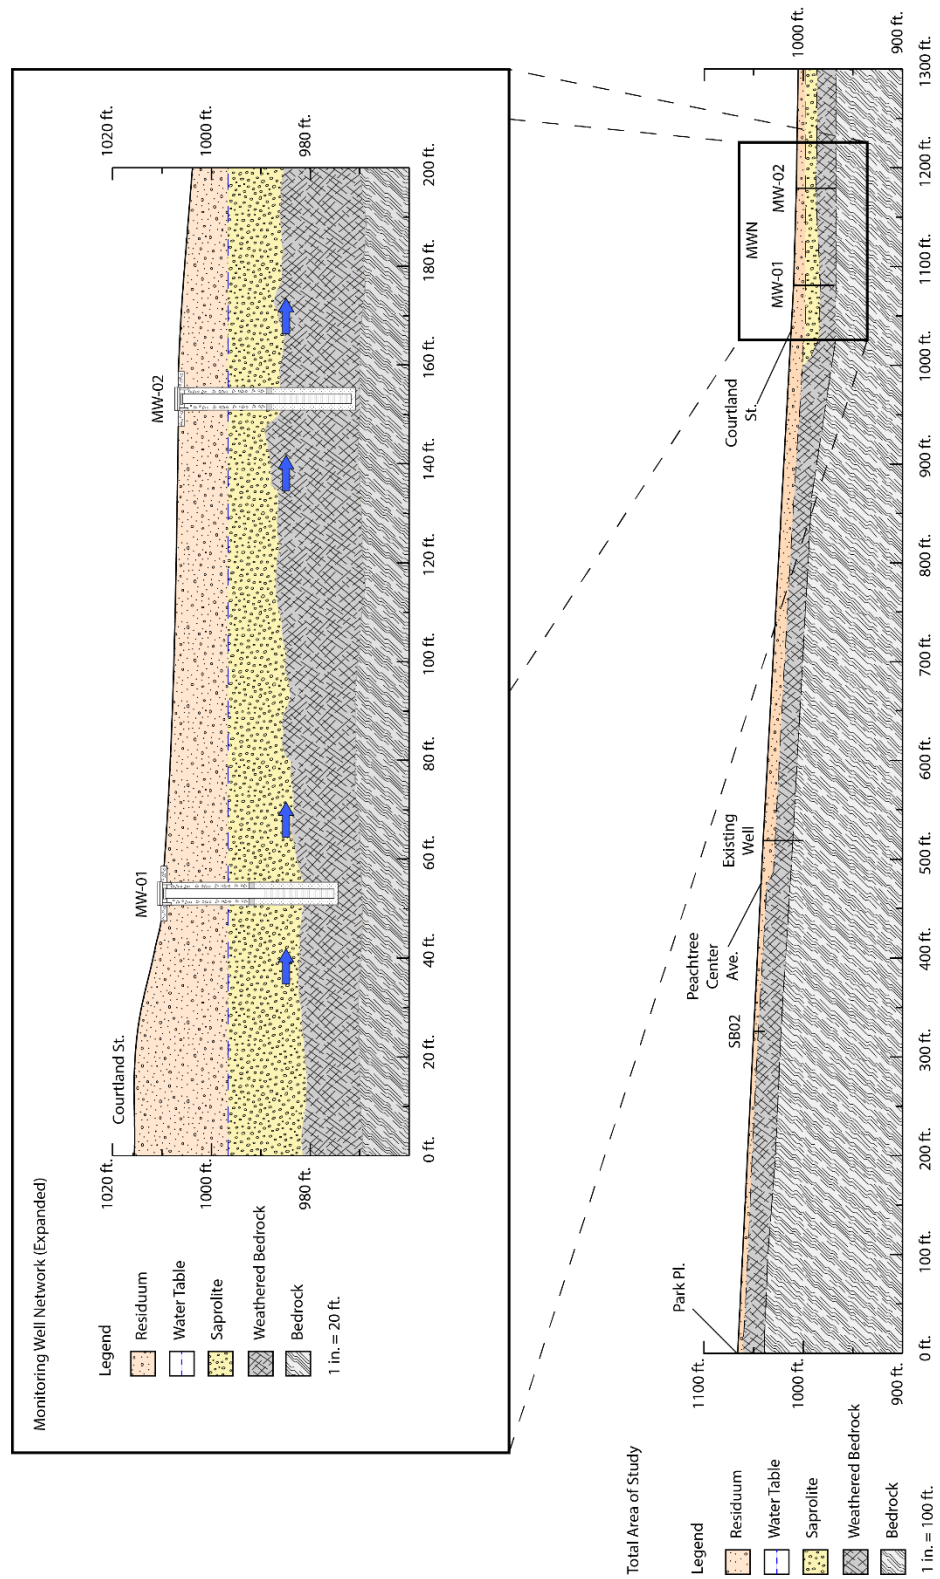 Monitoring Well Network (Expanded)
Legend
Residuum
Water Table
Saprolite
Weathered Bedrock
Bedrock
1 in. = 20 ft.
1020 ft.
1000 ft.
980 ft.
Courtland St.
MW-01
MW-02
1020 ft.
1000 ft.
980 ft.
0 ft.
20 ft.
40 ft.
60 ft.
80 ft.
100 ft.
120 ft.
140 ft.
160 ft.
180 ft.
200 ft.
Total Area of Study
Legend
Residuum
Water Table
Saprolite
Weathered Bedrock
Bedrock
1 in. = 100 ft.
1100 ft.
1000 ft.
900 ft.
Park Pl.
SB02
Peachtree
Center
Ave.
Existing
Well
Courtland
St.
MWN
MW-01
MW-02
1000 ft.
900 ft.
0 ft.
100 ft.
200 ft.
300 ft.
400 ft.
500 ft.
600 ft.
700 ft.
800 ft.
900 ft.
1000 ft.
1100 ft.
1200 ft.
1300 ft.